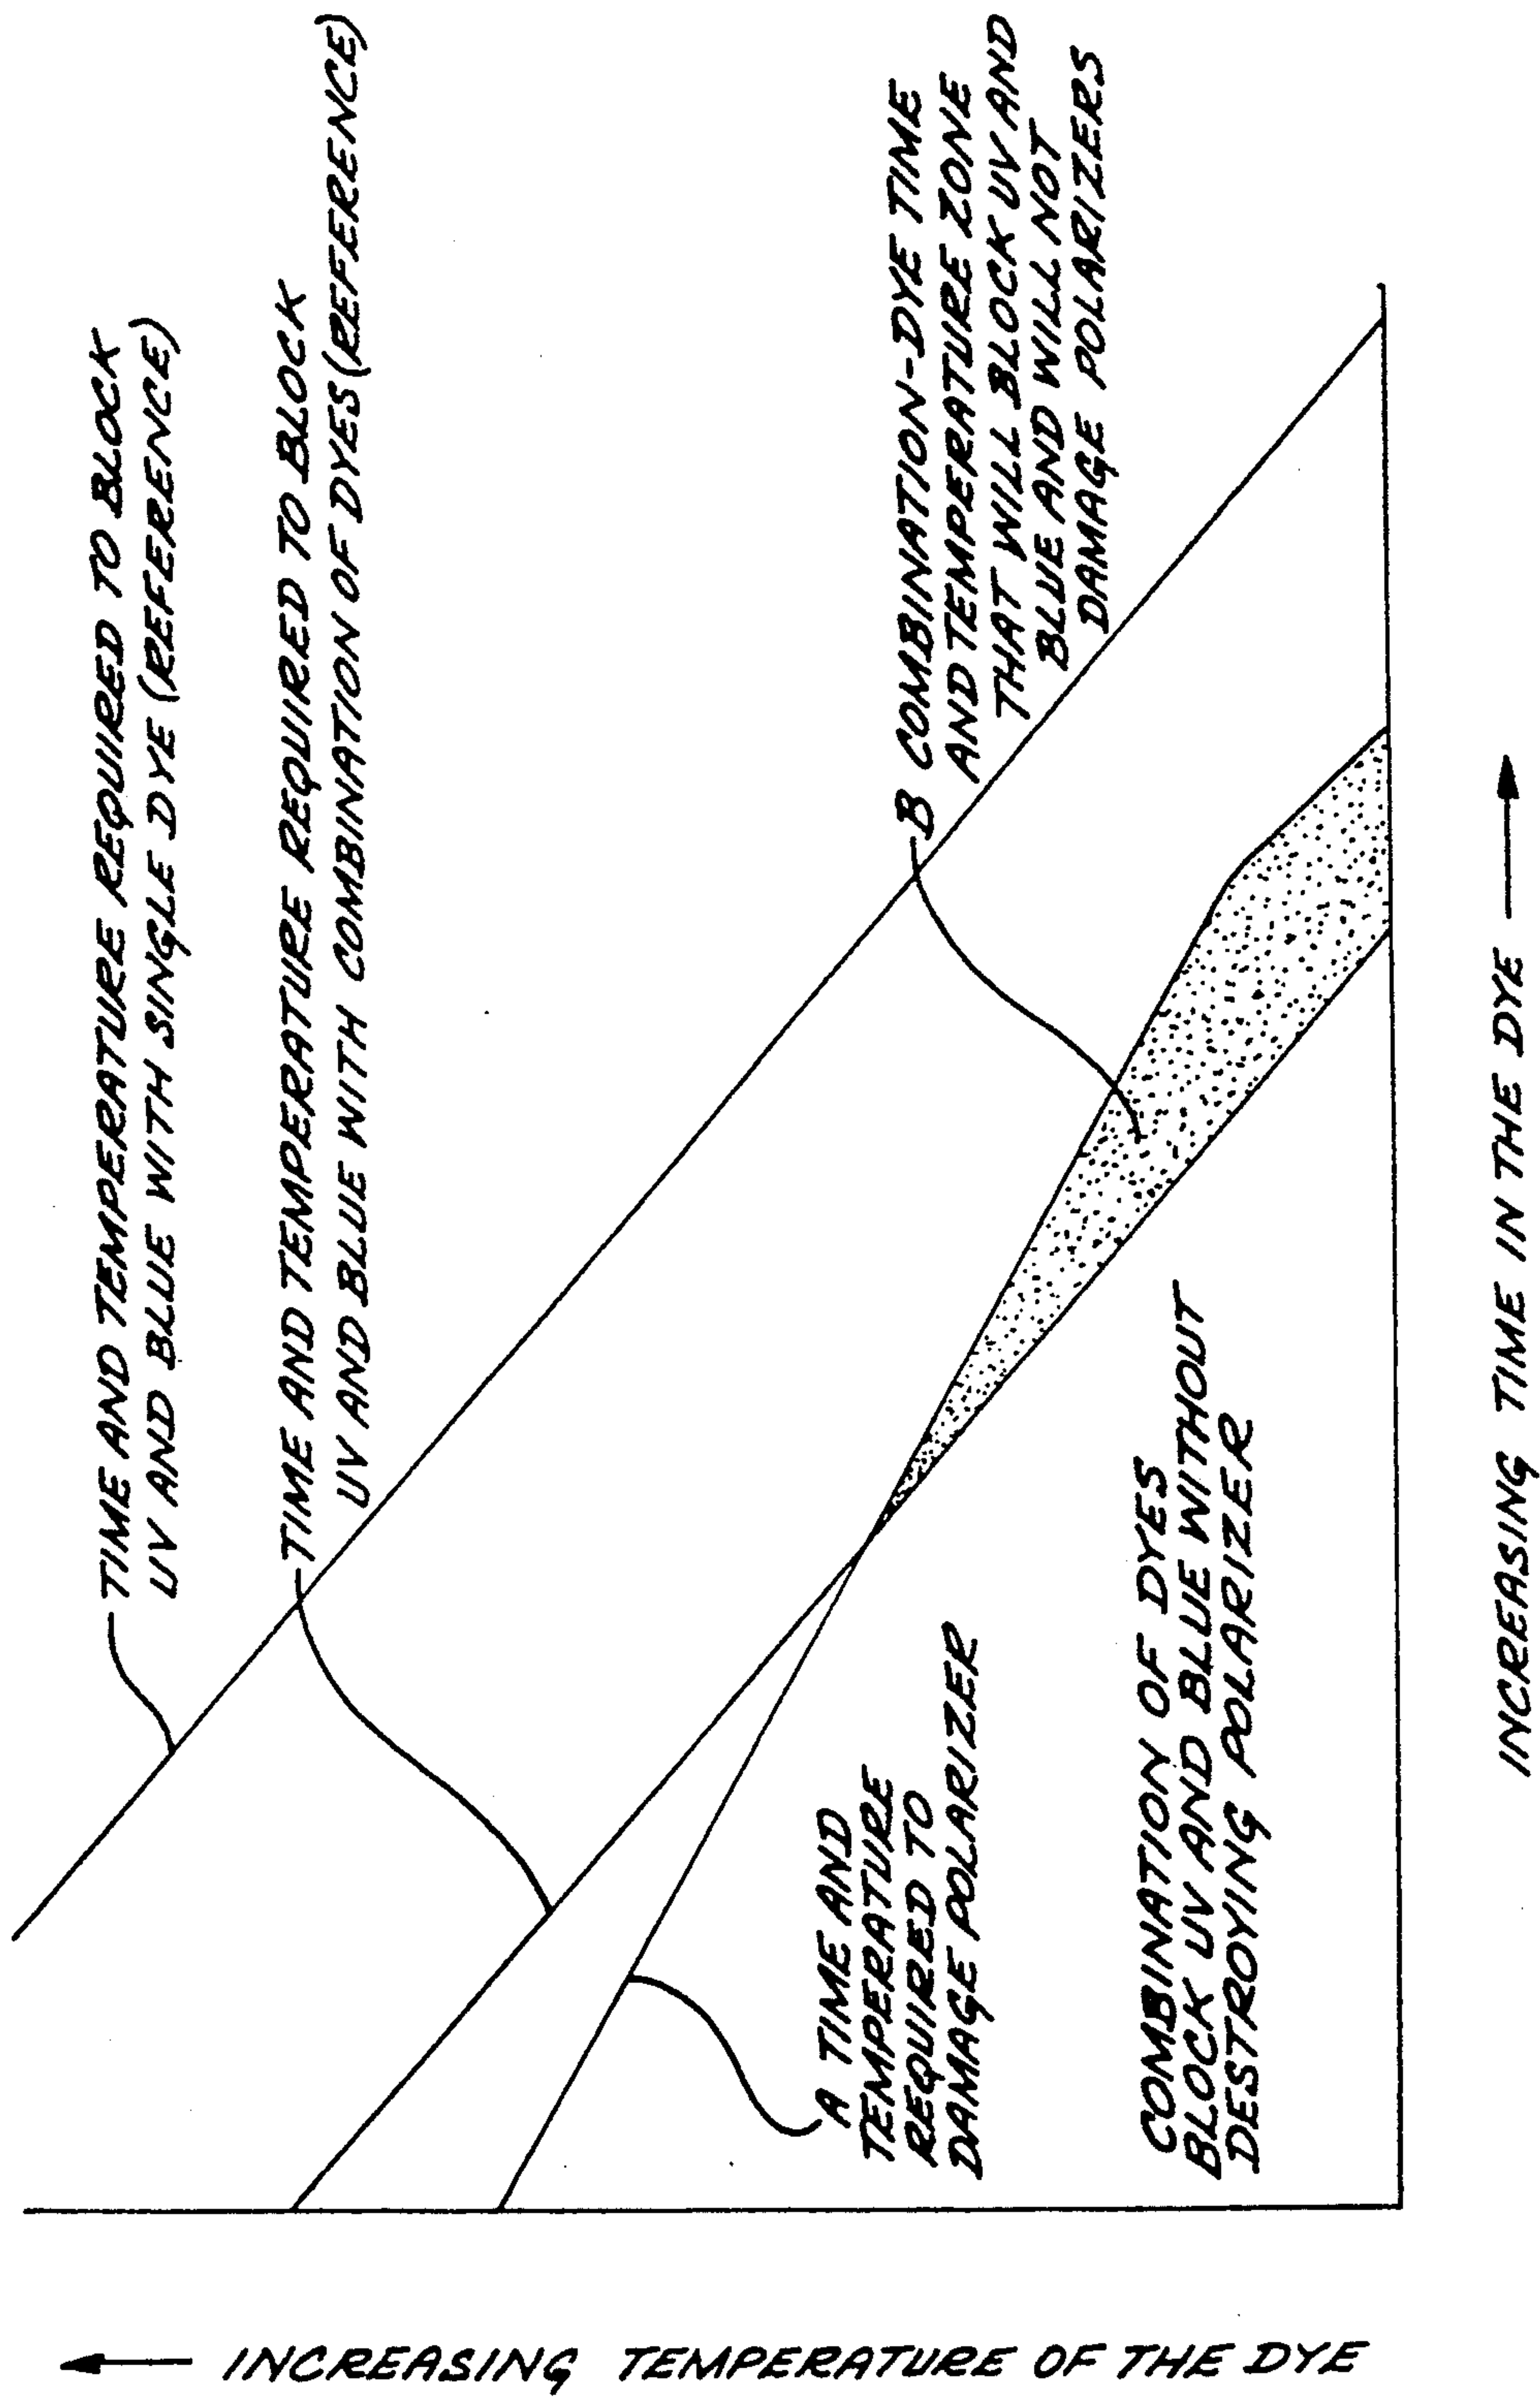 TIME AND TEMPERATURE REQUIRED TO BLOCK
UV AND BLUE WITH SINGLE DYE (REFERENCE)
TIME AND TEMPERATURE REQUIRED TO BLOCK
UV AND BLUE WITH COMBINATION OF DYES (REFERENCE)
B COMBINATION-DYE TIME
AND TEMPERATURE ZONE
THAT WILL BLOCK UV AND
BLUE AND WILL NOT
DAMAGE POLARIZERS
A TIME AND
TEMPERATURE
REQUIRED TO
DAMAGE POLARIZER
COMBINATION OF DYES
BLOCK UV AND BLUE WITHOUT
DESTROYING POLARIZER
INCREASING TEMPERATURE OF THE DYE
INCREASING TIME IN THE DYE